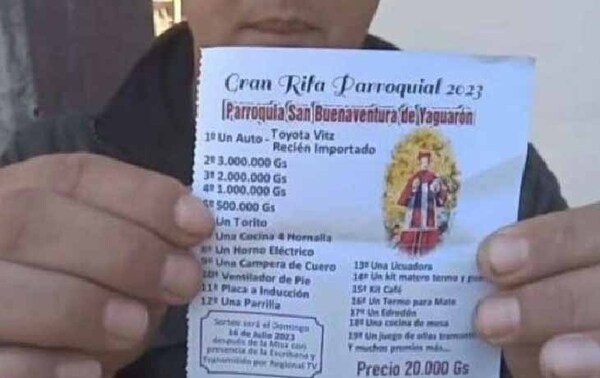 Gran Rifa Parroquial 2023
Parroquia San Buenaventura de Yaguarón
1º Un Auto - Toyota Vitz
Recién Importado
2º 3.000.000 Gs
3º 2.000.000 Gs
4º 1.000.000 Gs
5º 500.000 Gs
Un Torito
Una Cocina 4 Hornalla
8º Un Horno Eléctrico
9º Una Campera de Cuero
10º Ventilador de Pie
11º Placa a Inducción
12º Una Parrilla
13º Una Licuadora
14º Un kit matero termo y
15º Kit Café
16º Un Termo para Mate
17º Un Edredón
18º Una cocina de mesa
19º Un juego de ollas
Y muchos premios más...
Sorteo será el Domingo
16 de Julio 2023
después de la Misa con
presencia de la Escribana y
Transmitido por Regional TV
Precio 20.000 Gs